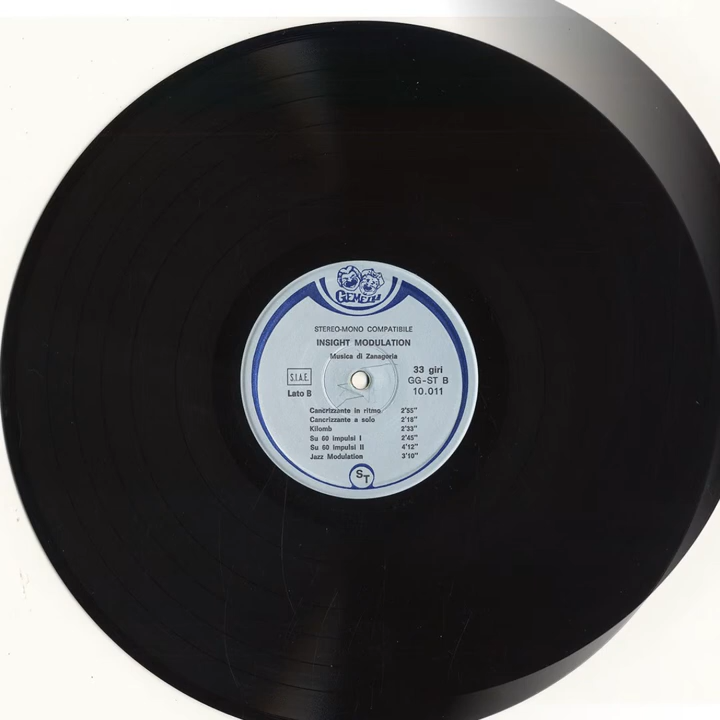 GEMELLI
STEREO-MONO COMPATIBILE
INSIGHT MODULATION
Musica di Zanagoria
S.I.A.E.
Lato B
33 giri
GG-ST B
10.011
Cancrizzante in ritmo 2'55"
Cancrizzante a solo 2'18"
Kilomb 2'33"
Su 60 impulsi I 2'45"
Su 60 impulsi II 4'12"
Jazz Modulation 3'10"
ST